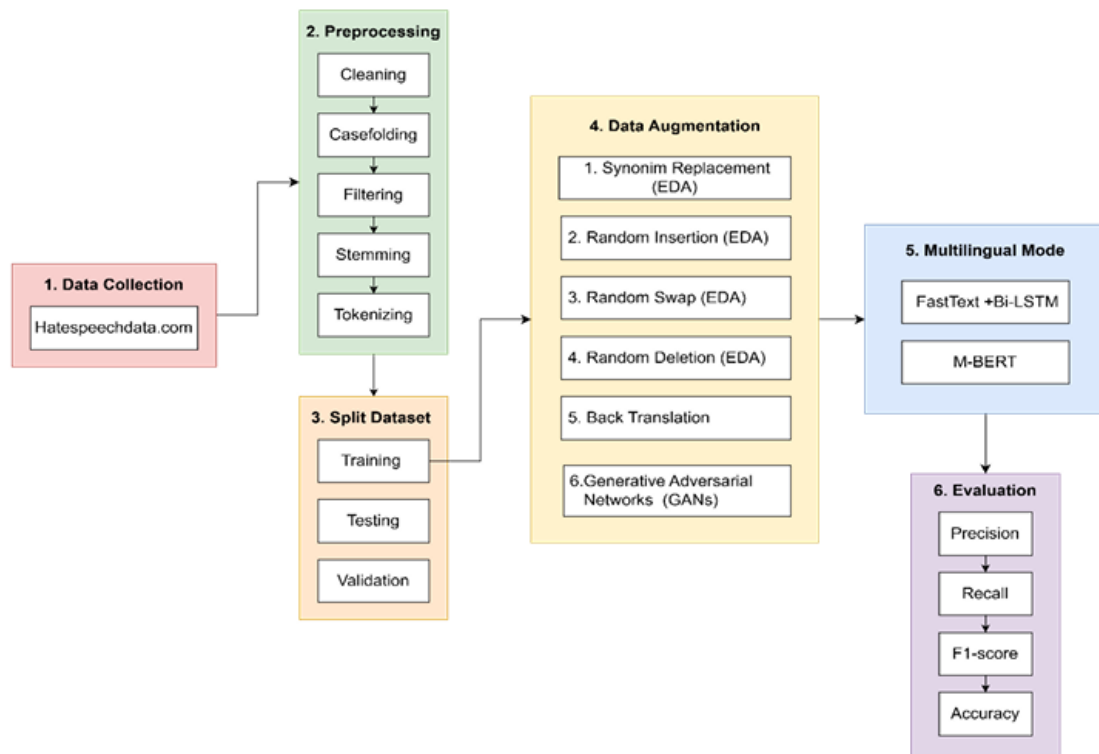 1. Data Collection
Hatespeechdata.com
2. Preprocessing
Cleaning
Casefolding
Filtering
Stemming
Tokenizing
3. Split Dataset
Training
Testing
Validation
4. Data Augmentation
1. Synonim Replacement
(EDA)
2. Random Insertion (EDA)
3. Random Swap (EDA)
4. Random Deletion (EDA)
5. Back Translation
6.Generative Adversarial
Networks (GANs)
5. Multilingual Mode
FastText +Bi-LSTM
M-BERT
6. Evaluation
Precision
Recall
F1-score
Accuracy